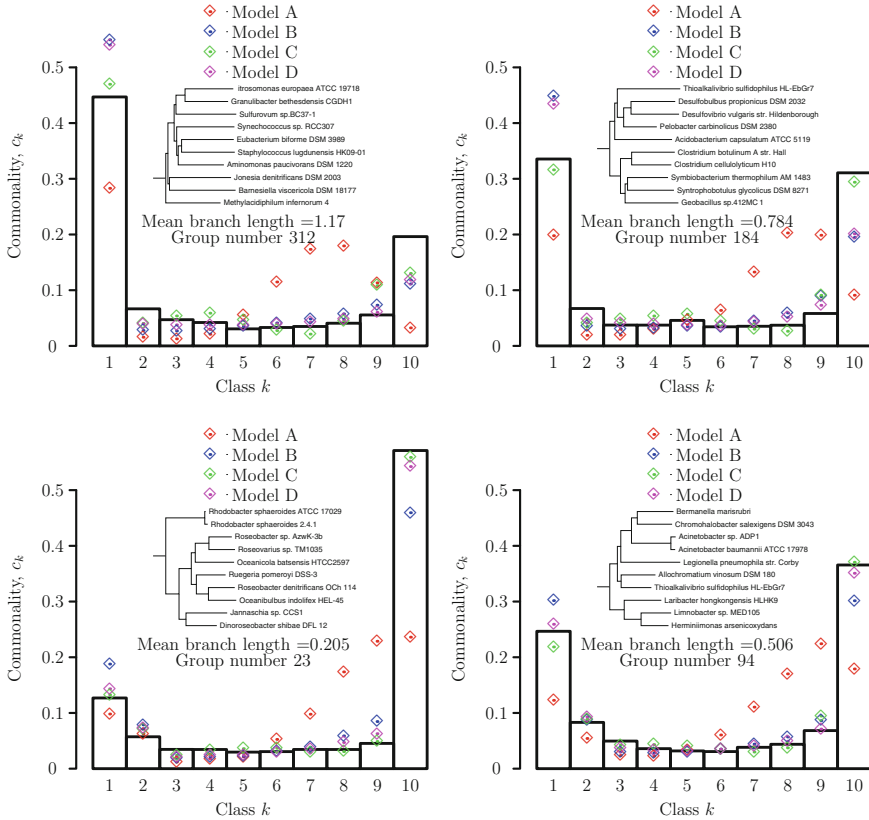 Model A
Model B
Model C
Model D
0.5
0.4
0.3
0.2
0.1
0
Commonality, ck
itrosomonas europaea ATCC 19718
Granulibacter bethesdensis CGDH1
Sulfurovum sp.BC37-1
Synechococcus sp. RCC307
Eubacterium biforme DSM 3989
Staphylococcus lugdunensis HK09-01
Aminomonas paucivorans DSM 1220
Jonesia denitrificans DSM 2003
Barnesiella viscericola DSM 18177
Methylacidiphilum infernorum 4
Mean branch length =1.17
Group number 312
1 2 3 4 5 6 7 8 9 10
Class k
Model A
Model B
Model C
Model D
0.5
0.4
0.3
0.2
0.1
0
Commonality, ck
Thioalkalivibrio sulfidophilus HL-EbGr7
Desulfobulbus propionicus DSM 2032
Desulfovibrio vulgaris str. Hildenborough
Pelobacter carbinolicus DSM 2380
Acidobacterium capsulatum ATCC 5119
Clostridium botulinum A str. Hall
Clostridium cellulolyticum H10
Symbiobacterium thermophilum AM 1483
Syntrophobotulus glycolicus DSM 8271
Geobacillus sp.412MC 1
Mean branch length =0.784
Group number 184
1 2 3 4 5 6 7 8 9 10
Class k
Model A
Model B
Model C
Model D
0.5
0.4
0.3
0.2
0.1
0
Commonality, ck
Rhodobacter sphaeroides ATCC 17029
Rhodobacter sphaeroides 2.4.1
Roseobacter sp. AzwK-3b
Roseovarius sp. TM1035
Oceanicola batsensis HTCC2597
Ruegeria pomeroyi DSS-3
Roseobacter denitrificans OCh 114
Oceanibulbus indolifex HEL-45
Jannaschia sp. CCS1
Dinoroseobacter shibae DFL 12
Mean branch length =0.205
Group number 23
1 2 3 4 5 6 7 8 9 10
Class k
Model A
Model B
Model C
Model D
0.5
0.4
0.3
0.2
0.1
0
Commonality, ck
Bermanella marisrubri
Chromohalobacter salexigens DSM 3043
Acinetobacter sp. ADP1
Acinetobacter baumannii ATCC 17978
Legionella pneumophila str. Corby
Allochromatium vinosum DSM 180
Thioalkalivibrio sulfidophilus HL-EbGr7
Laribacter hongkongensis HLHK9
Limnobacter sp. MED105
Herminiimonas arsenicoxydans
Mean branch length =0.506
Group number 94
1 2 3 4 5 6 7 8 9 10
Class k